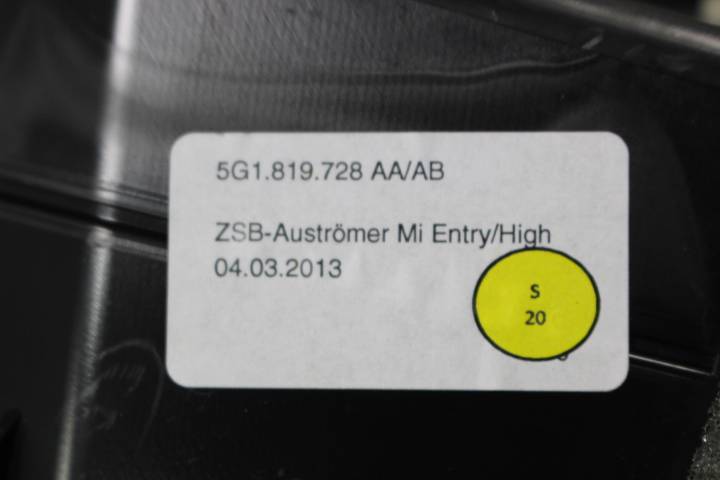 5G1.819.728 AA/AB
ZSB-Auströmer Mi Entry/High
04.03.2013
S
20